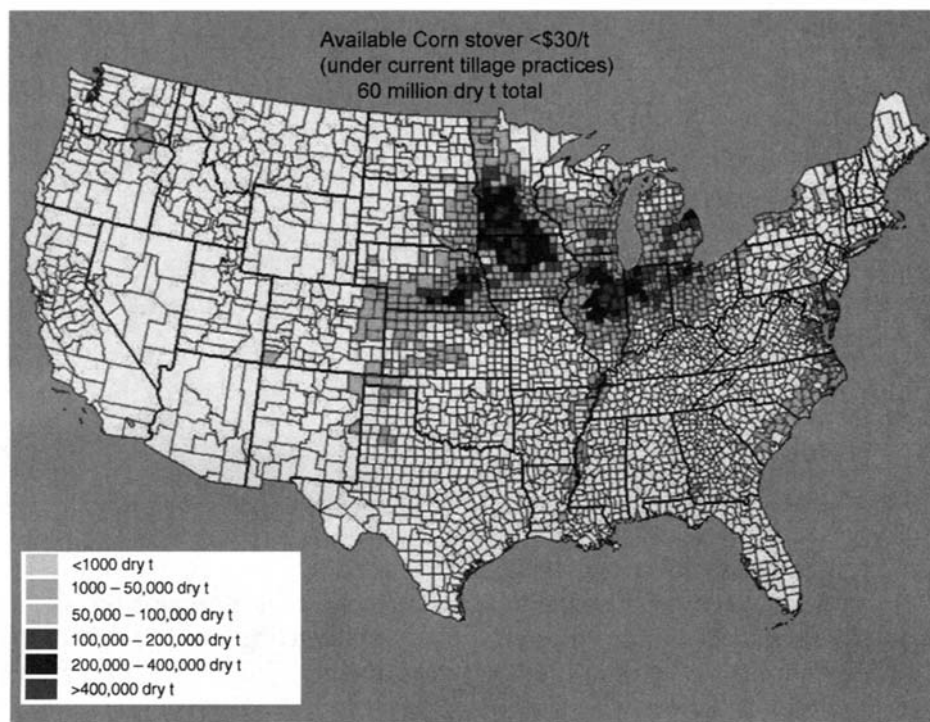 Available Corn stover <$30/t
(under current tillage practices)
60 million dry t total
<1000 dry t
1000 – 50,000 dry t
50,000 – 100,000 dry t
100,000 – 200,000 dry t
200,000 – 400,000 dry t
>400,000 dry t